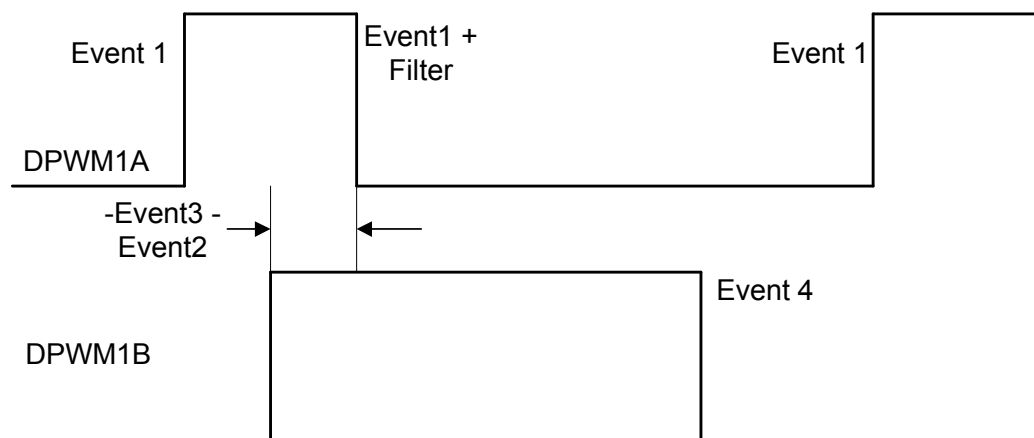 Event 1
Event1 +
Filter
Event 1
DPWM1A
-Event3 -
Event2
Event 4
DPWM1B